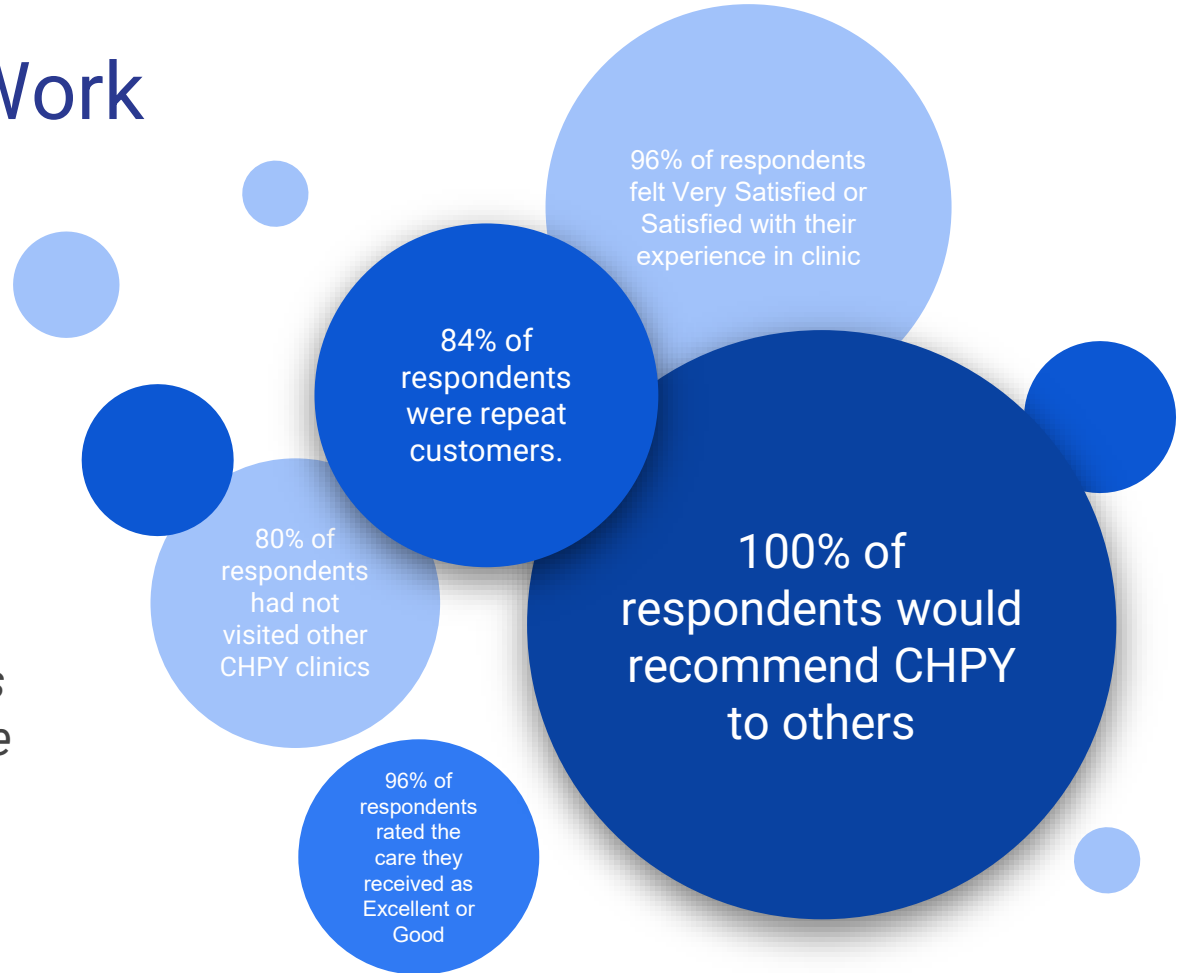 Work
96% of respondents
felt Very Satisfied or
Satisfied with their
experience in clinic
84% of
respondents
were repeat
customers.
80% of
respondents
had not
visited other
CHPY clinics
100% of
respondents would
recommend CHPY
to others
s
e
96% of
respondents
rated the
care they
received as
Excellent or
Good